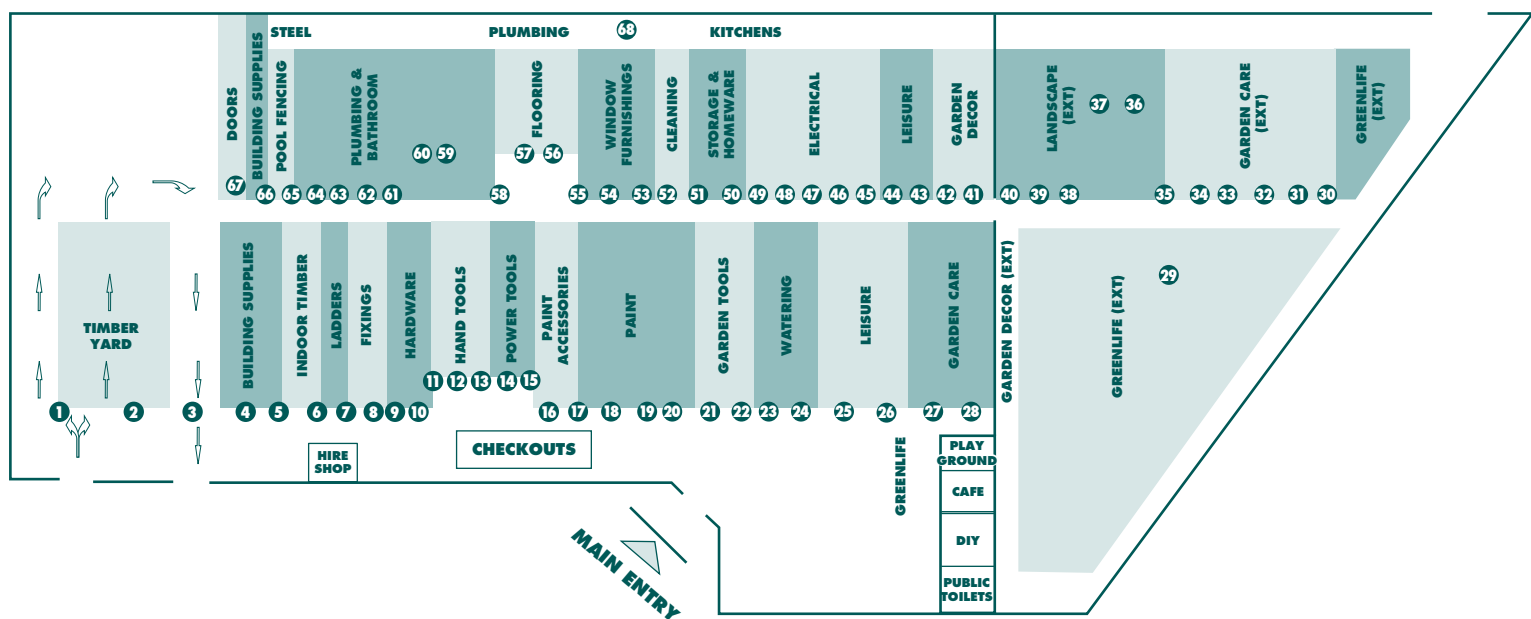 STEEL
PLUMBING
68
KITCHENS
DOORS
BUILDING SUPPLIES
POOL FENCING
PLUMBING &
BATHROOM
FLOORING
WINDOW
FURNISHINGS
CLEANING
STORAGE &
HOMEWARE
ELECTRICAL
LEISURE
GARDEN
DECOR
LANDSCAPE
(EXT)
37
36
GARDEN CARE
(EXT)
GREENLIFE
(EXT)
60
59
57
56
67
66
65
64
63
62
61
58
55
54
53
52
51
50
49
48
47
46
45
44
43
42
41
40
39
38
35
34
33
32
31
30
TIMBER
YARD
BUILDING SUPPLIES
INDOOR TIMBER
LADDERS
FIXINGS
HARDWARE
HAND TOOLS
POWER TOOLS
PAINT
ACCESSORIES
PAINT
GARDEN TOOLS
WATERING
LEISURE
GARDEN CARE
GARDEN DECOR (EXT)
GREENLIFE (EXT)
29
11
12
13
14
15
1
2
3
4
5
6
7
8
9
10
16
17
18
19
20
21
22
23
24
25
26
27
28
HIRE
SHOP
CHECKOUTS
GREENLIFE
PLAY
GROUND
CAFE
DIY
PUBLIC
TOILETS
MAIN ENTRY